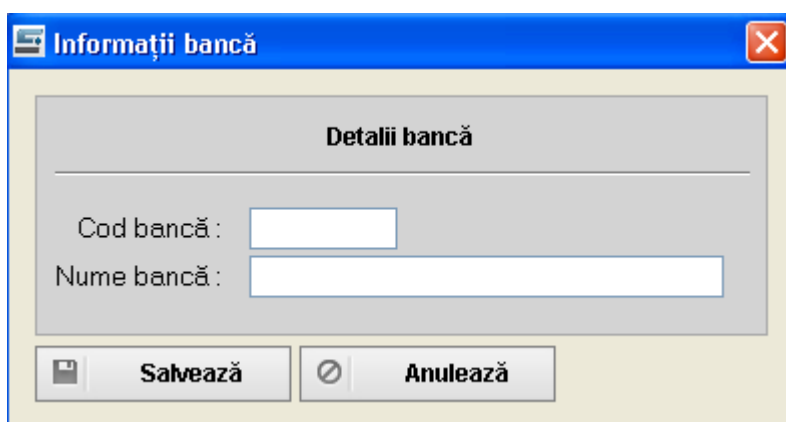 Informații bancă
Detalii bancă
Cod bancă :
Nume bancă :
Salvează
Anulează